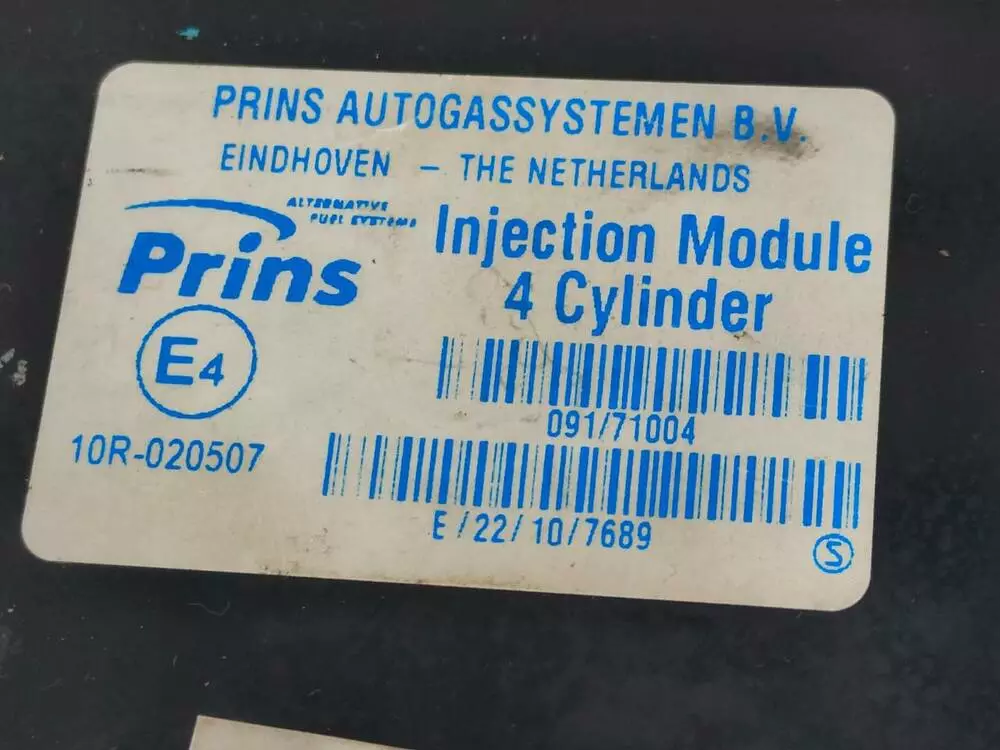 PRINS AUTOGASSYSTEMEN B.V.
EINDHOVEN – THE NETHERLANDS
ALTERNATIVE
FUEL SYSTEMS
Prins
Injection Module
4 Cylinder
E4
091/71004
10R-020507
E/22/10/7689
S